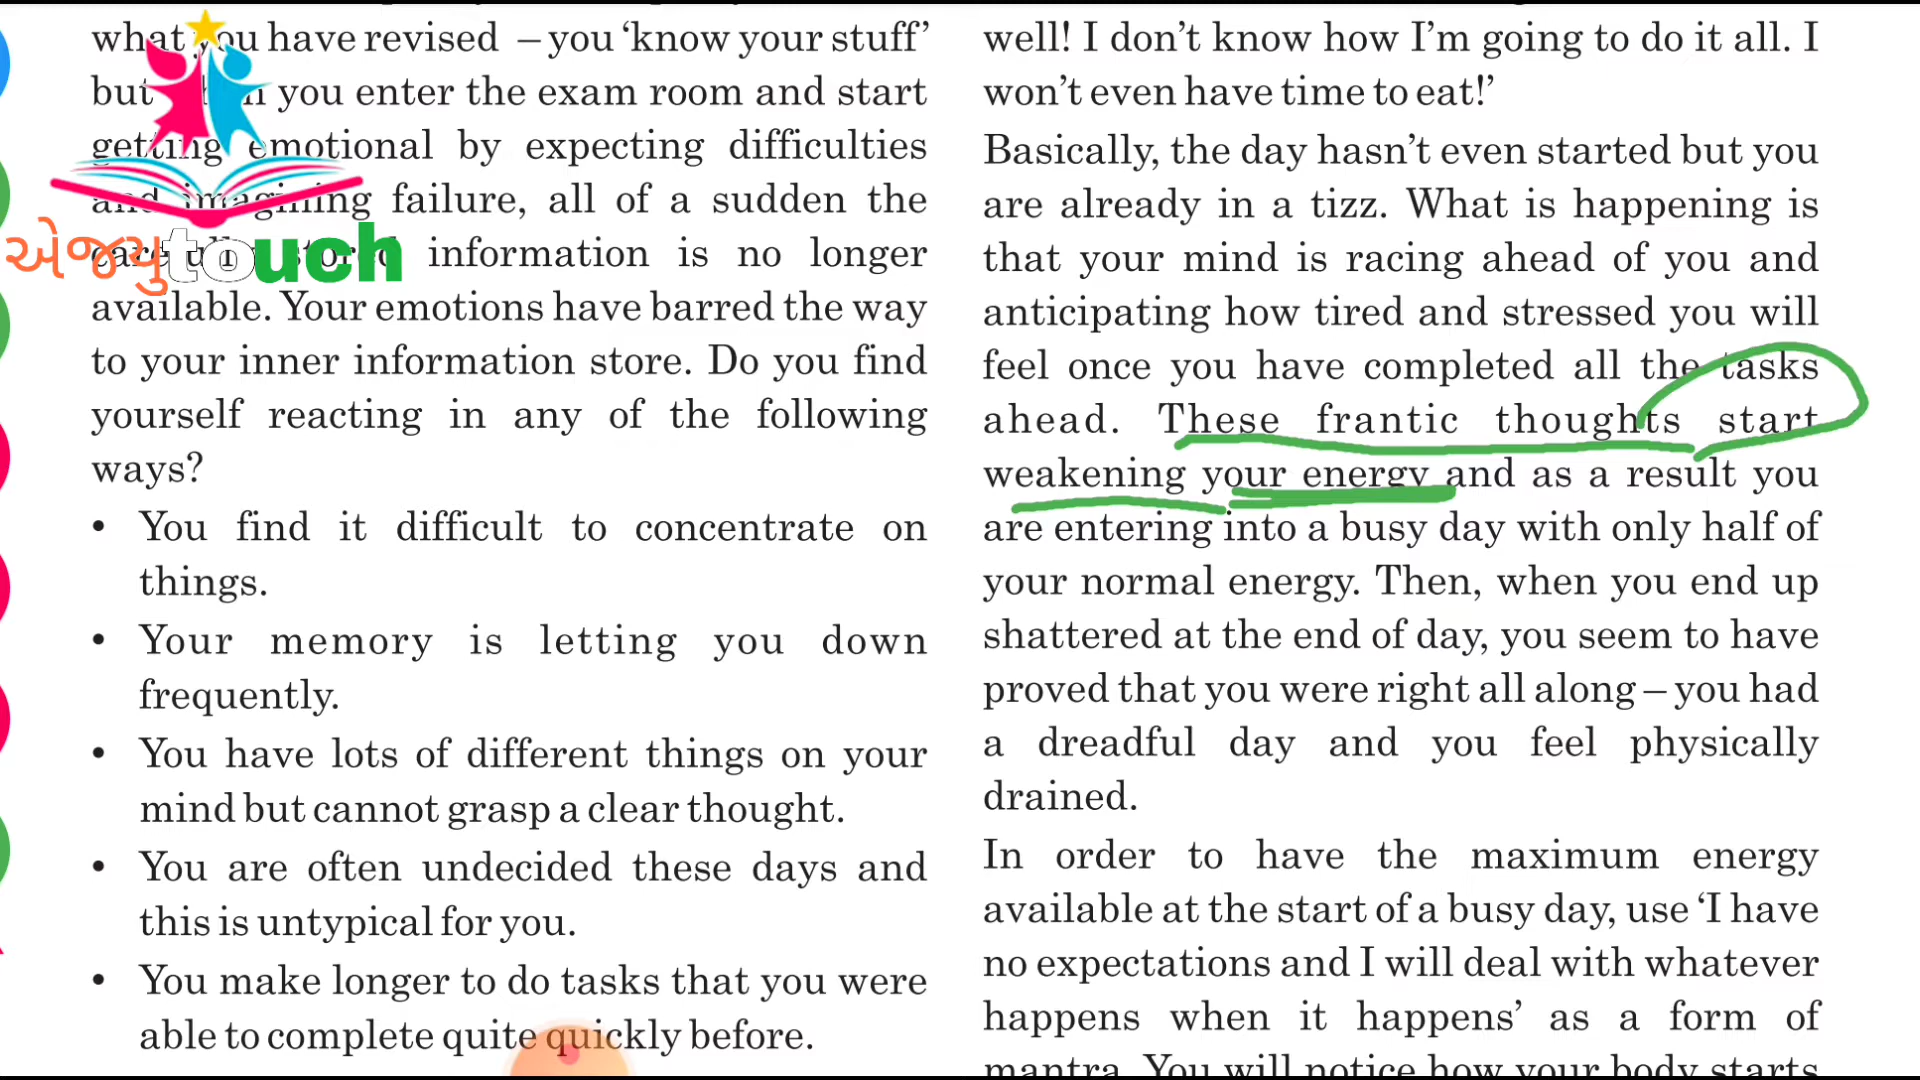 what you have revised – you ‘know your stuff’
but you enter the exam room and start
getting emotional by expecting difficulties
and imagining failure, all of a sudden the
information is no longer
available. Your emotions have barred the way
to your inner information store. Do you find
yourself reacting in any of the following
ways?
• You find it difficult to concentrate on
things.
• Your memory is letting you down
frequently.
• You have lots of different things on your
mind but cannot grasp a clear thought.
• You are often undecided these days and
this is untypical for you.
• You make longer to do tasks that you were
able to complete quite quickly before.
એજ્યુtouch
well! I don’t know how I’m going to do it all. I
won’t even have time to eat!’
Basically, the day hasn’t even started but you
are already in a tizz. What is happening is
that your mind is racing ahead of you and
anticipating how tired and stressed you will
feel once you have completed all the tasks
ahead. These frantic thoughts start
weakening your energy and as a result you
are entering into a busy day with only half of
your normal energy. Then, when you end up
shattered at the end of day, you seem to have
proved that you were right all along – you had
a dreadful day and you feel physically
drained.
In order to have the maximum energy
available at the start of a busy day, use ‘I have
no expectations and I will deal with whatever
happens when it happens’ as a form of
mantra. You will notice how your body starts